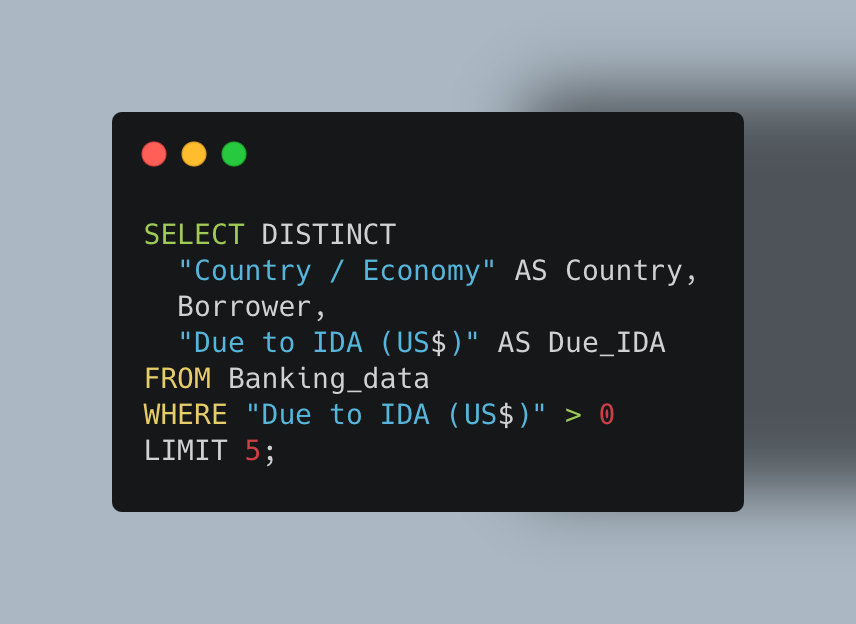 SELECT DISTINCT
  "Country / Economy" AS Country,
  Borrower,
  "Due to IDA (US$)" AS Due_IDA
FROM Banking_data
WHERE "Due to IDA (US$)" > 0
LIMIT 5;